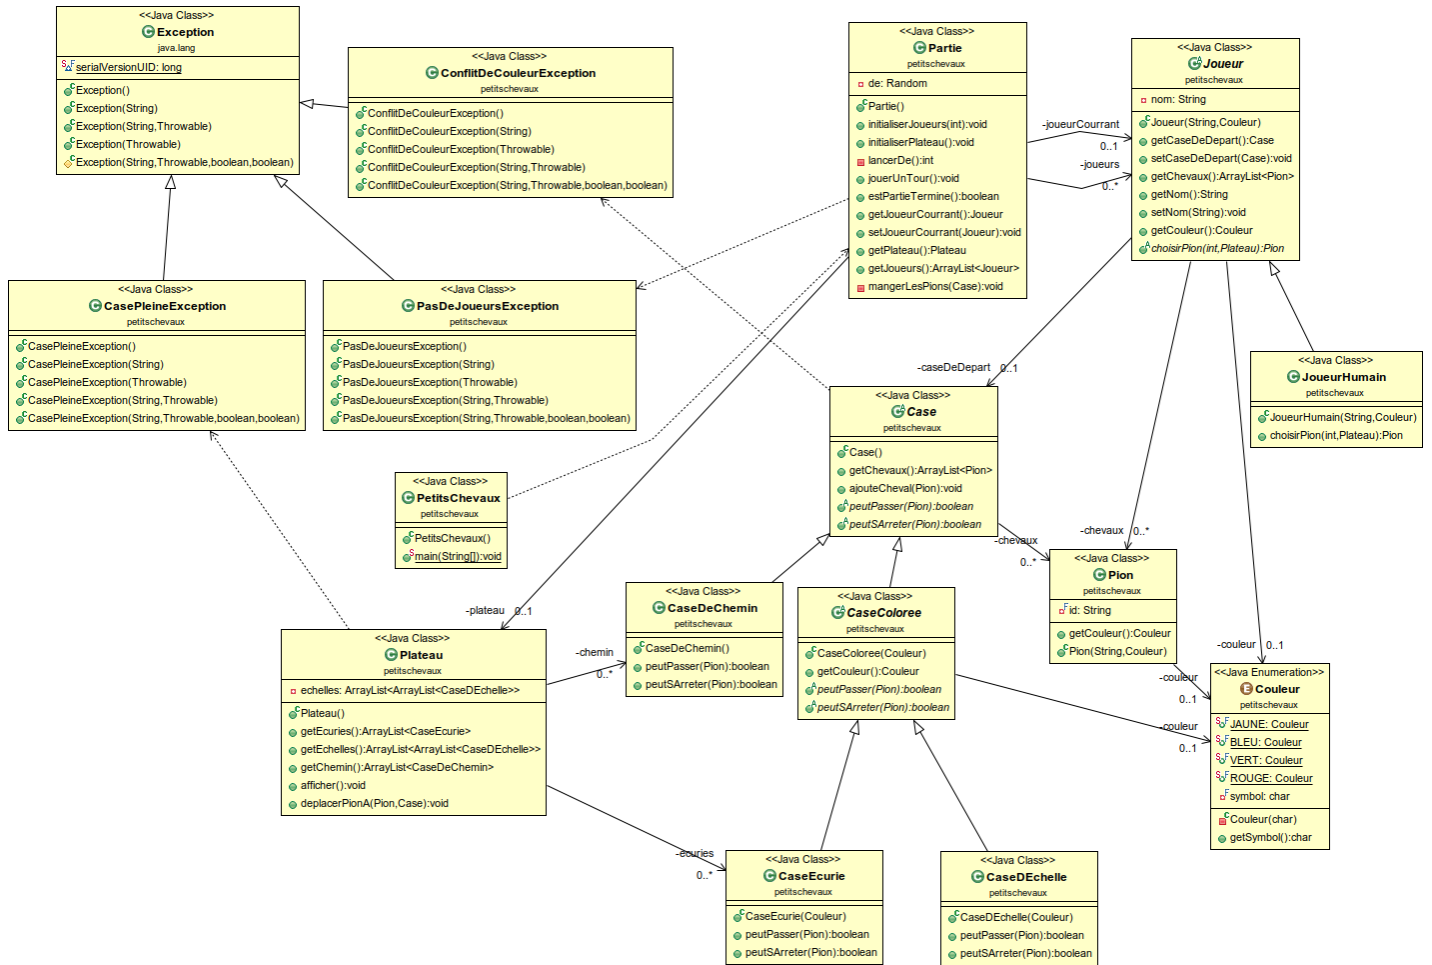 <<Java Class>>
Exception
java.lang
serialVersionUID: long
Exception()
Exception(String)
Exception(String,Throwable)
Exception(Throwable)
Exception(String,Throwable,boolean,boolean)
<<Java Class>>
ConflitDeCouleurException
petitschevaux
ConflitDeCouleurException()
ConflitDeCouleurException(String)
ConflitDeCouleurException(Throwable)
ConflitDeCouleurException(String,Throwable)
ConflitDeCouleurException(String,Throwable,boolean,boolean)
<<Java Class>>
Partie
petitschevaux
de: Random
Partie()
initialiserJoueurs(int):void
initialiserPlateau():void
lancerDe():int
jouerUnTour():void
estPartieTermine():boolean
getJoueurCourrant():Joueur
setJoueurCourrant(Joueur):void
getPlateau():Plateau
getJoueurs():ArrayList<Joueur>
mangerLesPions(Case):void
-joueurCourrant
0..1
-joueurs
0..*
<<Java Class>>
Joueur
petitschevaux
nom: String
Joueur(String,Couleur)
getCaseDeDepart():Case
setCaseDeDepart(Case):void
getChevaux():ArrayList<Pion>
getNom():String
setNom(String):void
getCouleur():Couleur
choisirPion(int,Plateau):Pion
<<Java Class>>
CasePleineException
petitschevaux
CasePleineException()
CasePleineException(String)
CasePleineException(Throwable)
CasePleineException(String,Throwable)
CasePleineException(String,Throwable,boolean,boolean)
<<Java Class>>
PasDeJoueursException
petitschevaux
PasDeJoueursException()
PasDeJoueursException(String)
PasDeJoueursException(Throwable)
PasDeJoueursException(String,Throwable)
PasDeJoueursException(String,Throwable,boolean,boolean)
<<Java Class>>
JoueurHumain
petitschevaux
JoueurHumain(String,Couleur)
choisirPion(int,Plateau):Pion
-caseDeDepart 0..1
<<Java Class>>
Case
petitschevaux
Case()
getChevaux():ArrayList<Pion>
ajouteCheval(Pion):void
peutPasser(Pion):boolean
peutSArreter(Pion):boolean
<<Java Class>>
PetitsChevaux
petitschevaux
PetitsChevaux()
main(String[]):void
-chevaux
0..*
-chevaux 0..*
<<Java Class>>
Pion
petitschevaux
id: String
getCouleur():Couleur
Pion(String,Couleur)
-plateau 0..1
<<Java Class>>
Plateau
petitschevaux
echelles: ArrayList<ArrayList<CaseDEchelle>>
Plateau()
getEcuries():ArrayList<CaseEcurie>
getEchelles():ArrayList<ArrayList<CaseDEchelle>>
getChemin():ArrayList<CaseDeChemin>
afficher():void
deplacerPionA(Pion,Case):void
-chemin
0..*
<<Java Class>>
CaseDeChemin
petitschevaux
CaseDeChemin()
peutPasser(Pion):boolean
peutSArreter(Pion):boolean
<<Java Class>>
CaseColoree
petitschevaux
CaseColoree(Couleur)
getCouleur():Couleur
peutPasser(Pion):boolean
peutSArreter(Pion):boolean
-couleur 0..1
-couleur
0..1
-couleur
0..1
<<Java Enumeration>>
Couleur
petitschevaux
JAUNE: Couleur
BLEU: Couleur
VERT: Couleur
ROUGE: Couleur
symbol: char
Couleur(char)
getSymbol():char
-ecuries
0..*
<<Java Class>>
CaseEcurie
petitschevaux
CaseEcurie(Couleur)
peutPasser(Pion):boolean
peutSArreter(Pion):boolean
<<Java Class>>
CaseDEchelle
petitschevaux
CaseDEchelle(Couleur)
peutPasser(Pion):boolean
peutSArreter(Pion):boolean